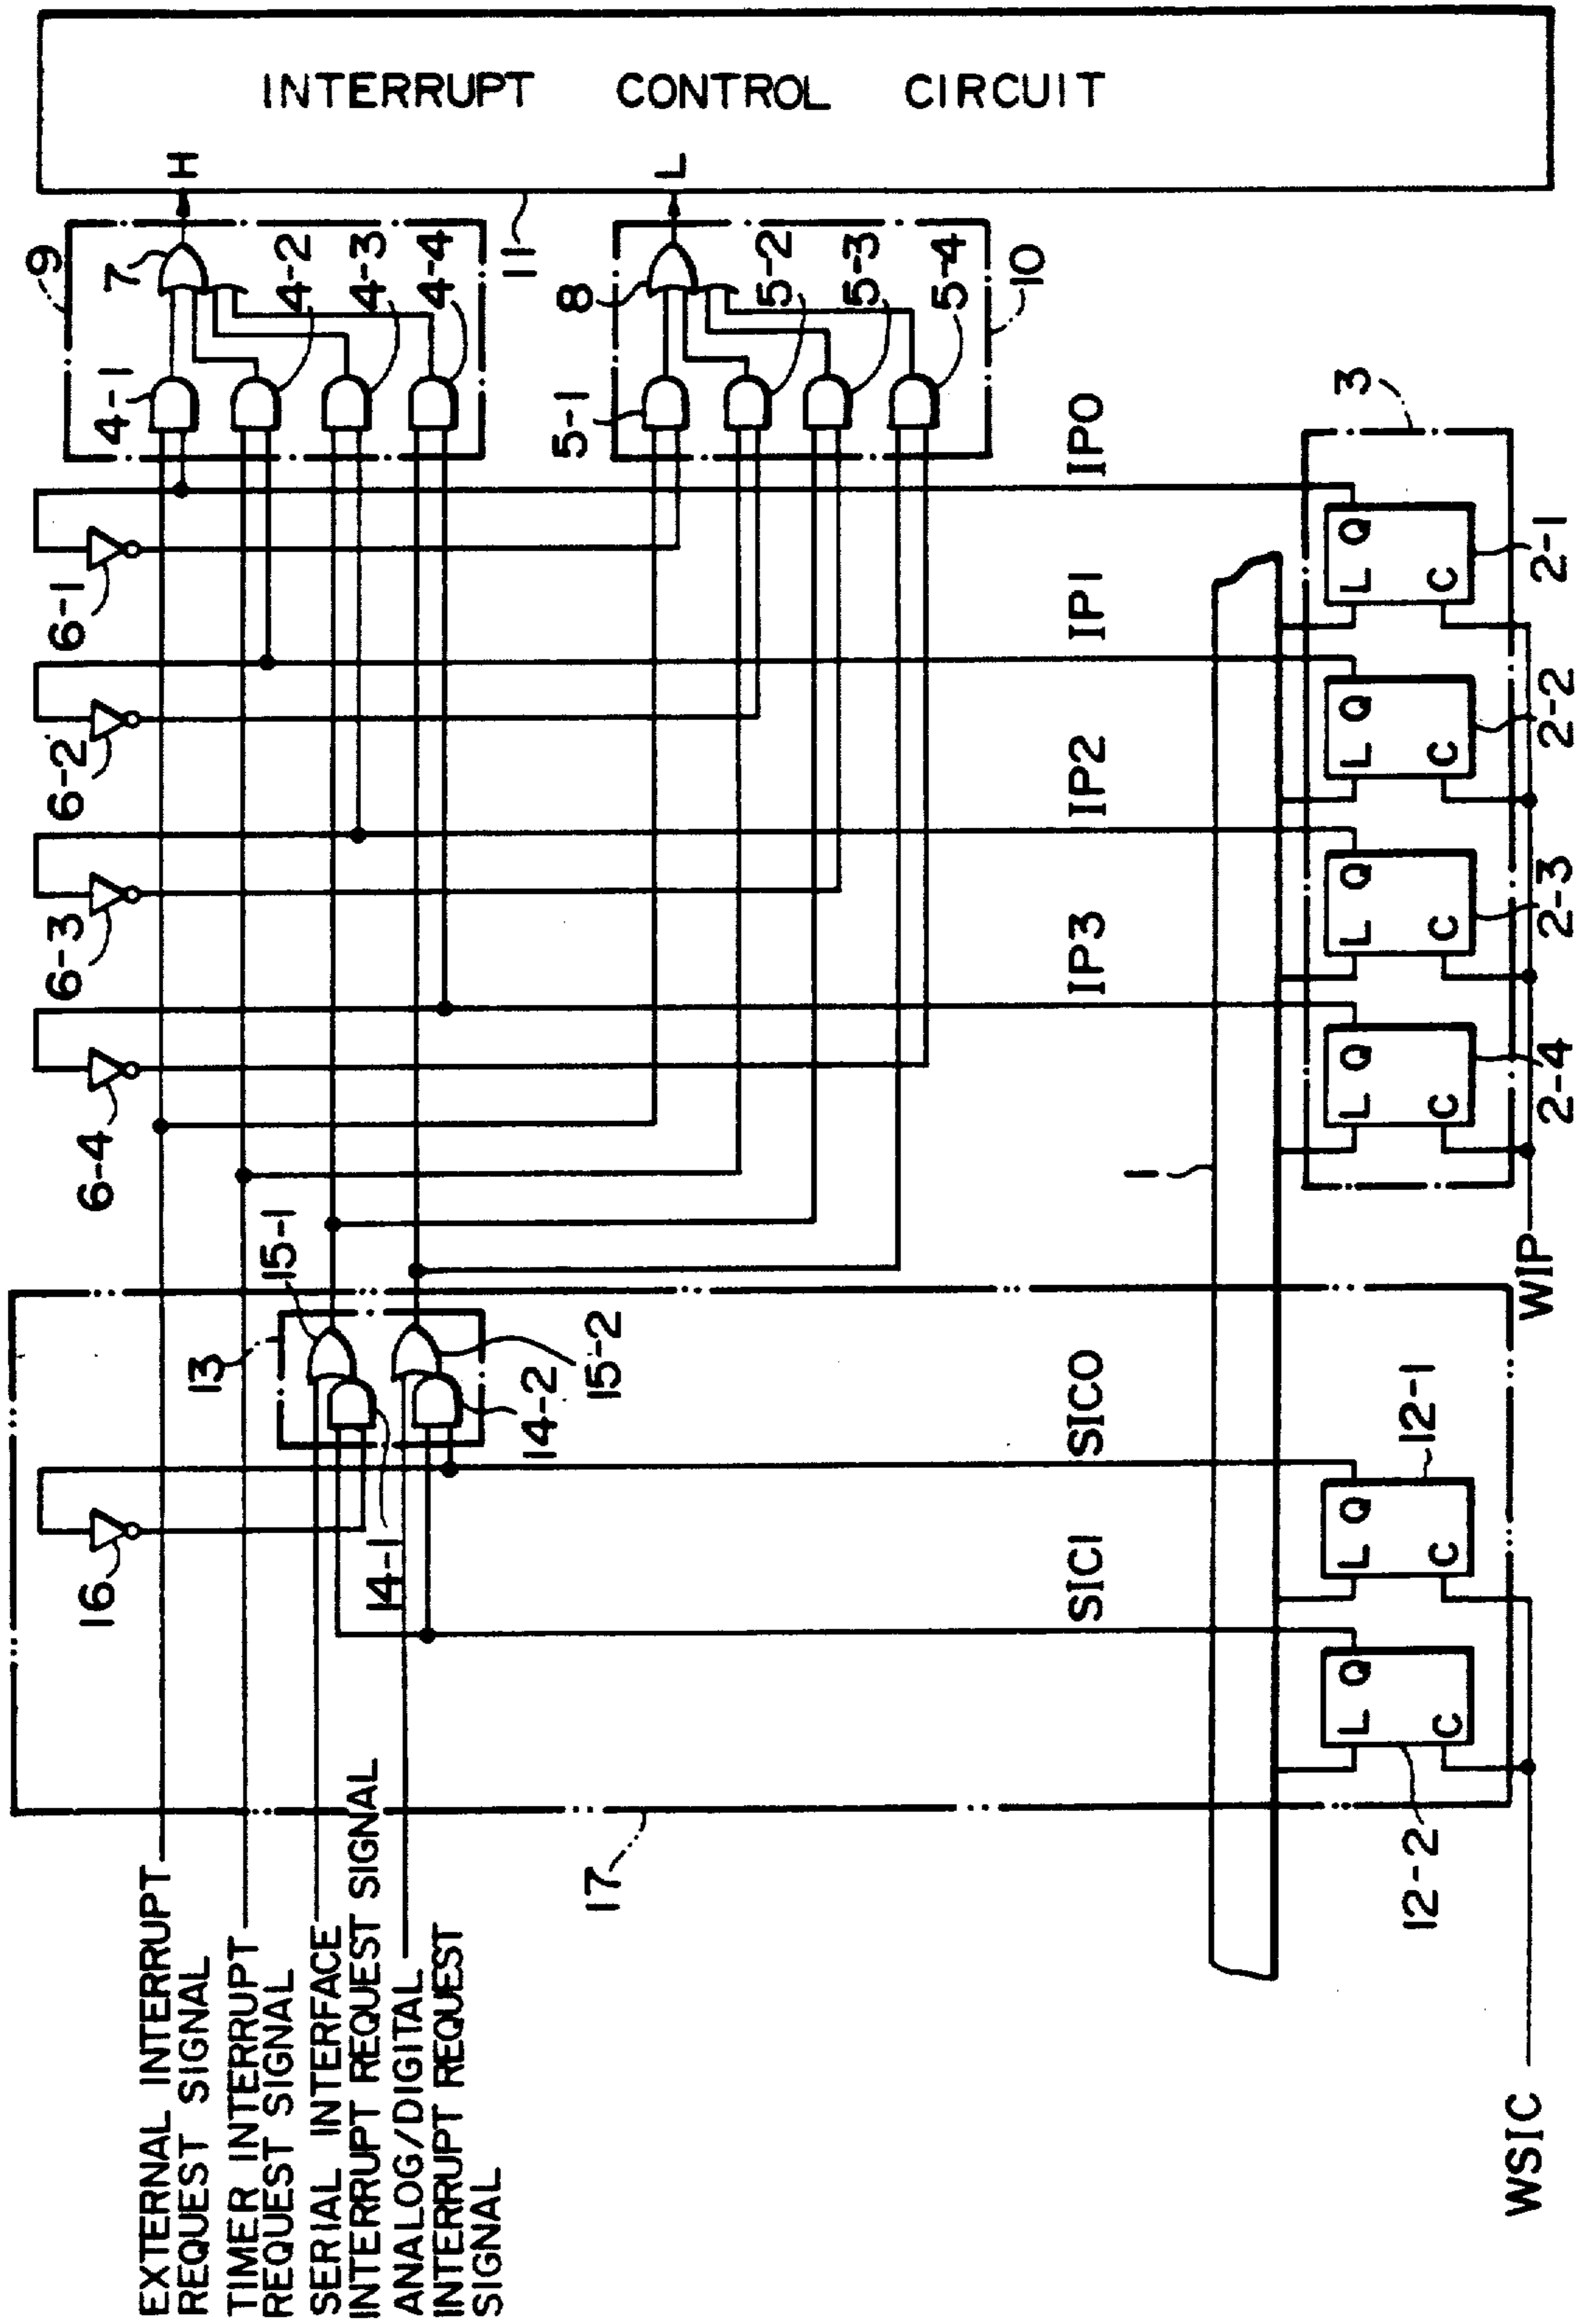 INTERRUPT CONTROL CIRCUIT
H
L
9
7
4-1
4-2
4-3
4-4
11
8
5-1
5-2
5-3
5-4
10
6-1
6-2
6-3
6-4
IP0
IP1
IP2
IP3
3
L Q
C
2-1
L Q
C
2-2
L Q
C
2-3
L Q
C
2-4
1
WIP
13
15-1
15-2
14-2
14-1
16
SIC0
SIC1
L Q
C
12-1
L Q
C
12-2
17
EXTERNAL INTERRUPT
REQUEST SIGNAL
TIMER INTERRUPT
REQUEST SIGNAL
SERIAL INTERFACE
INTERRUPT REQUEST SIGNAL
ANALOG/DIGITAL
INTERRUPT REQUEST
SIGNAL
WSIC